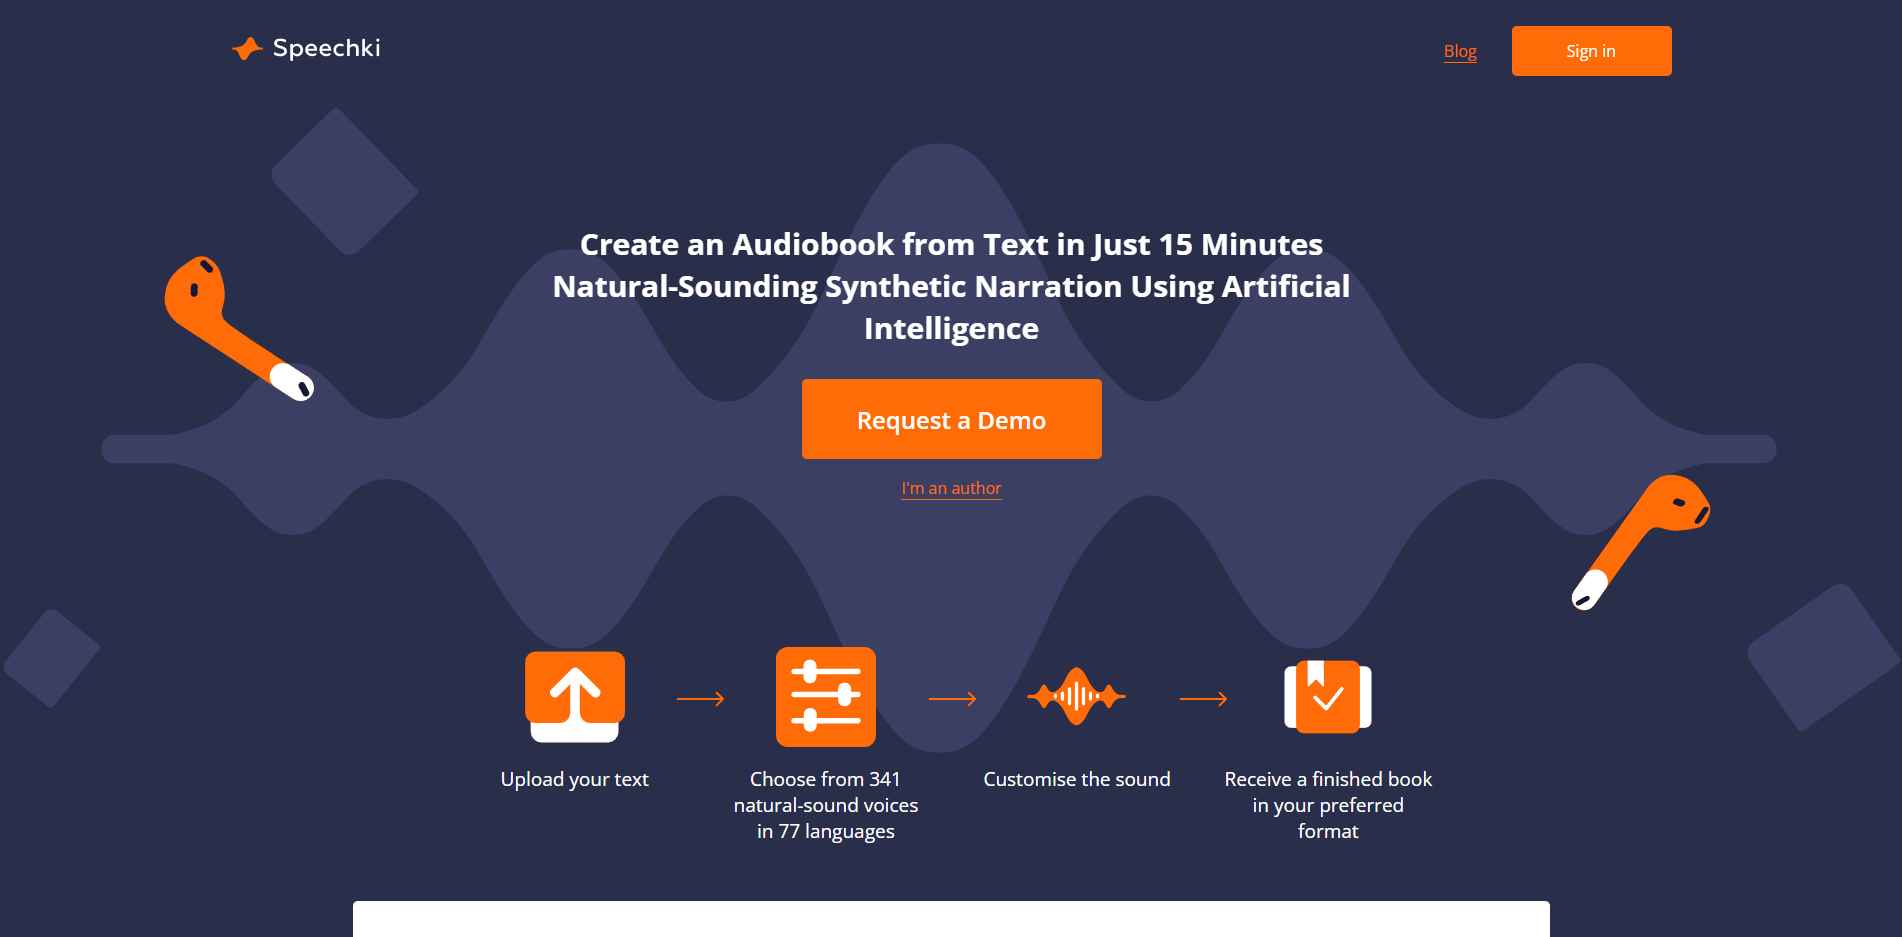 Speechki
Blog
Sign in
Create an Audiobook from Text in Just 15 Minutes
Natural-Sounding Synthetic Narration Using Artificial
Intelligence
Request a Demo
I'm an author
Upload your text
Choose from 341
natural-sound voices
in 77 languages
Customise the sound
Receive a finished book
in your preferred
format